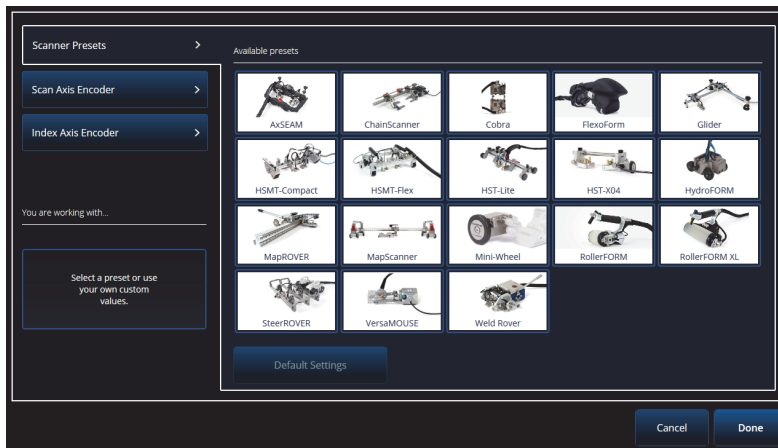 Scanner Presets
Available presets
Scan Axis Encoder
Index Axis Encoder
AxSEAM
ChainScanner
Cobra
FlexoForm
Glider
HSMT-Compact
HSMT-Flex
HST-Lite
HST-X04
HydroFORM
You are working with...
MapROVER
MapScanner
Mini-Wheel
RollerFORM
RollerFORM XL
Select a preset or use
your own custom
values.
SteerROVER
VersaMOUSE
Weld Rover
Default Settings
Cancel
Done